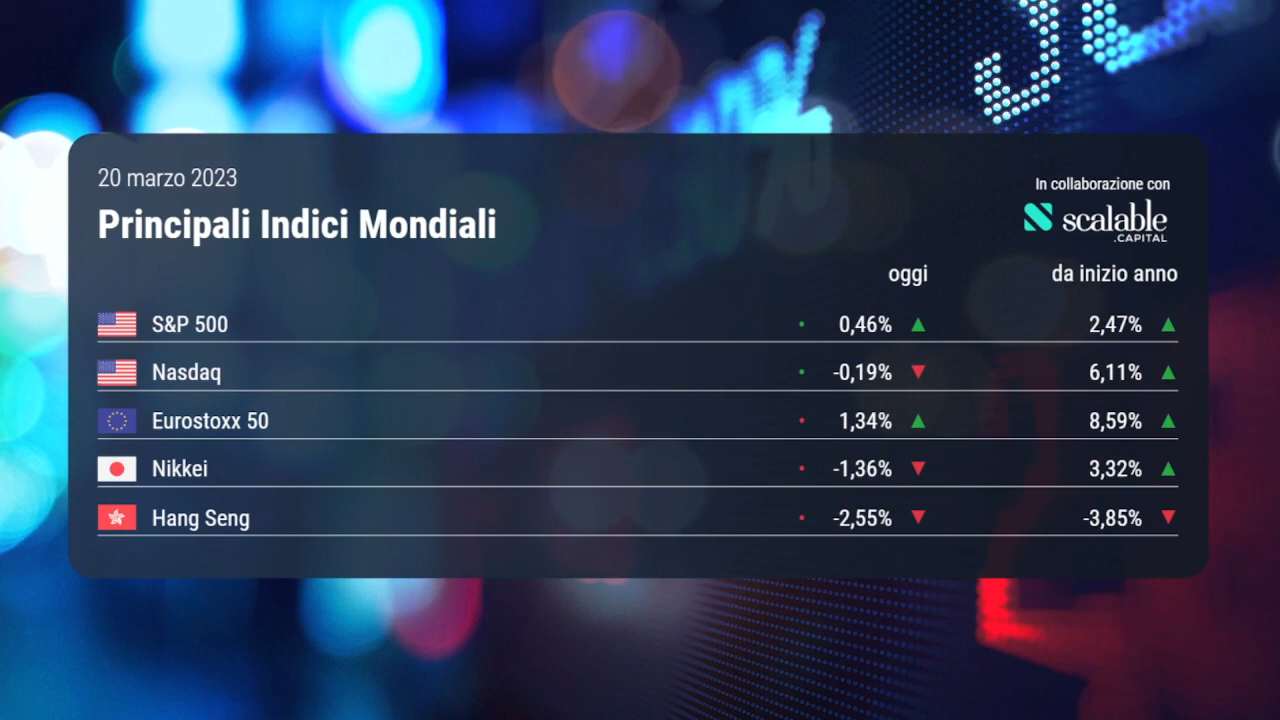 20 marzo 2023
Principali Indici Mondiali
In collaborazione con
scalable
.CAPITAL
oggi da inizio anno
S&P 500 0,46% 2,47%
Nasdaq -0,19% 6,11%
Eurostoxx 50 1,34% 8,59%
Nikkei -1,36% 3,32%
Hang Seng -2,55% -3,85%